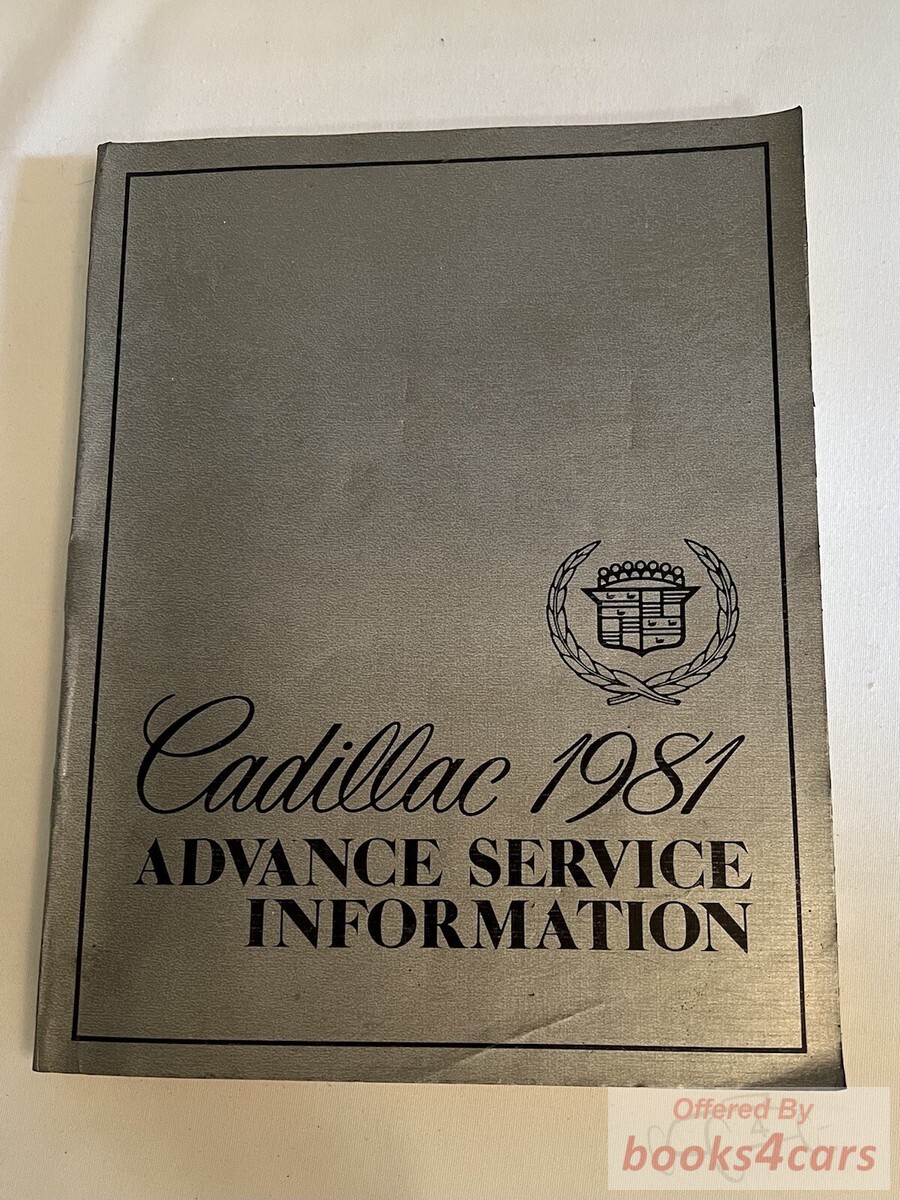 Cadillac 1981
ADVANCE SERVICE
INFORMATION
Offered By
books4cars